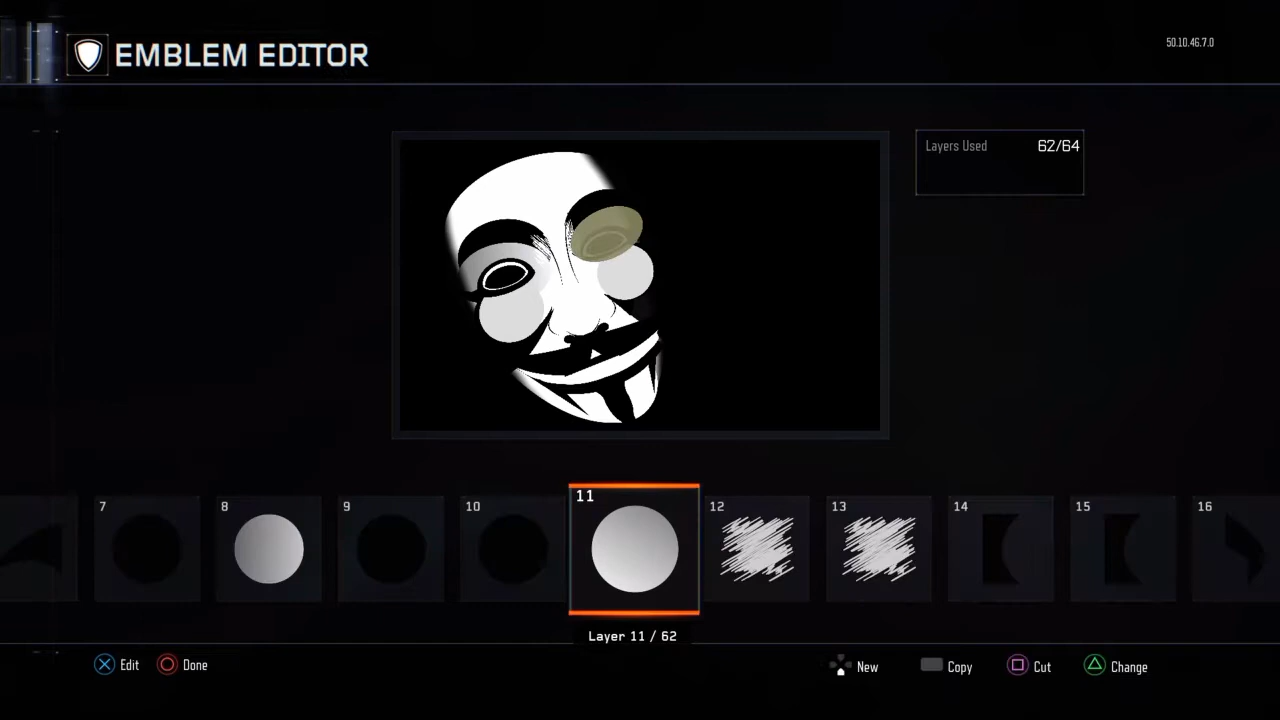 EMBLEM EDITOR
50.10.46.7.0
Layers Used 62/64
7 8 9 10 11 12 13 14 15 16
Layer 11 / 62
Edit Done New Copy Cut Change